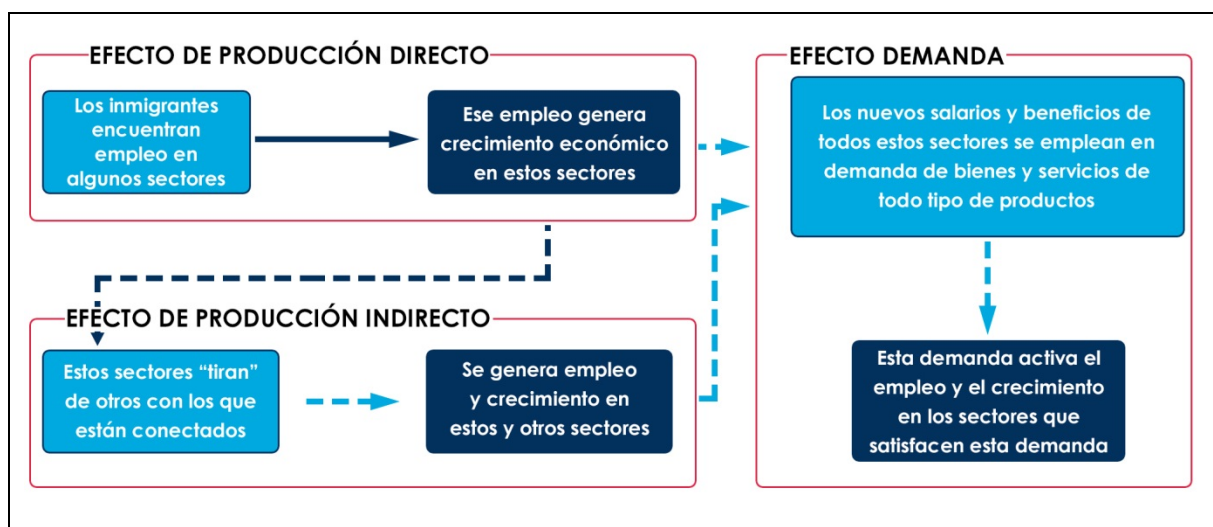 EFECTO DE PRODUCCIÓN DIRECTO
Los inmigrantes
encuentran
empleo en
algunos sectores
Ese empleo genera
crecimiento económico
en estos sectores
EFECTO DE PRODUCCIÓN INDIRECTO
Estos sectores “tiran”
de otros con los que
están conectados
Se genera empleo
y crecimiento en
estos y otros sectores
EFECTO DEMANDA
Los nuevos salarios y beneficios de
todos estos sectores se emplean en
demanda de bienes y servicios de
todo tipo de productos
Esta demanda activa el
empleo y el crecimiento
en los sectores que
satisfacen esta demanda